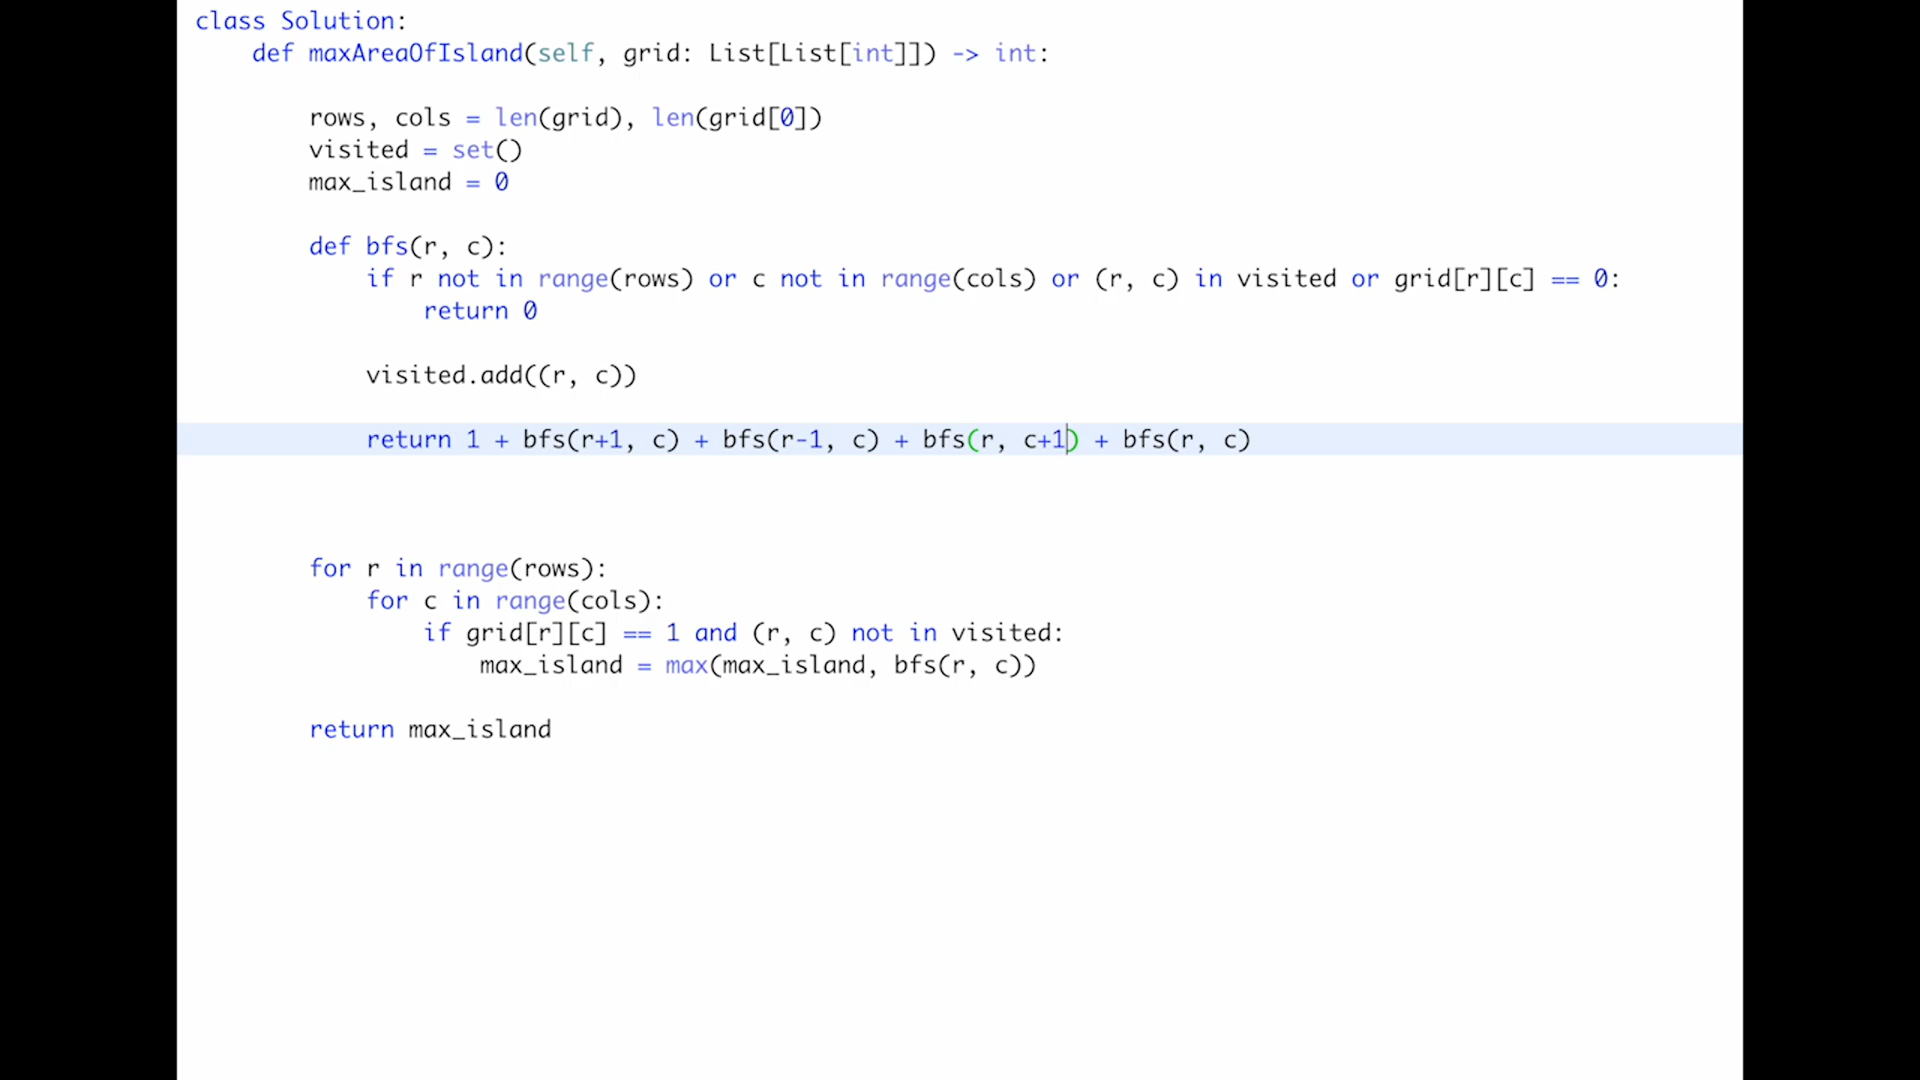 class Solution:
    def maxAreaOfIsland(self, grid: List[List[int]]) -> int:
        rows, cols = len(grid), len(grid[0])
        visited = set()
        max_island = 0
        def bfs(r, c):
            if r not in range(rows) or c not in range(cols) or (r, c) in visited or grid[r][c] == 0:
                return 0
            visited.add((r, c))
            return 1 + bfs(r+1, c) + bfs(r-1, c) + bfs(r, c+1) + bfs(r, c)
        for r in range(rows):
            for c in range(cols):
                if grid[r][c] == 1 and (r, c) not in visited:
                    max_island = max(max_island, bfs(r, c))
        return max_island